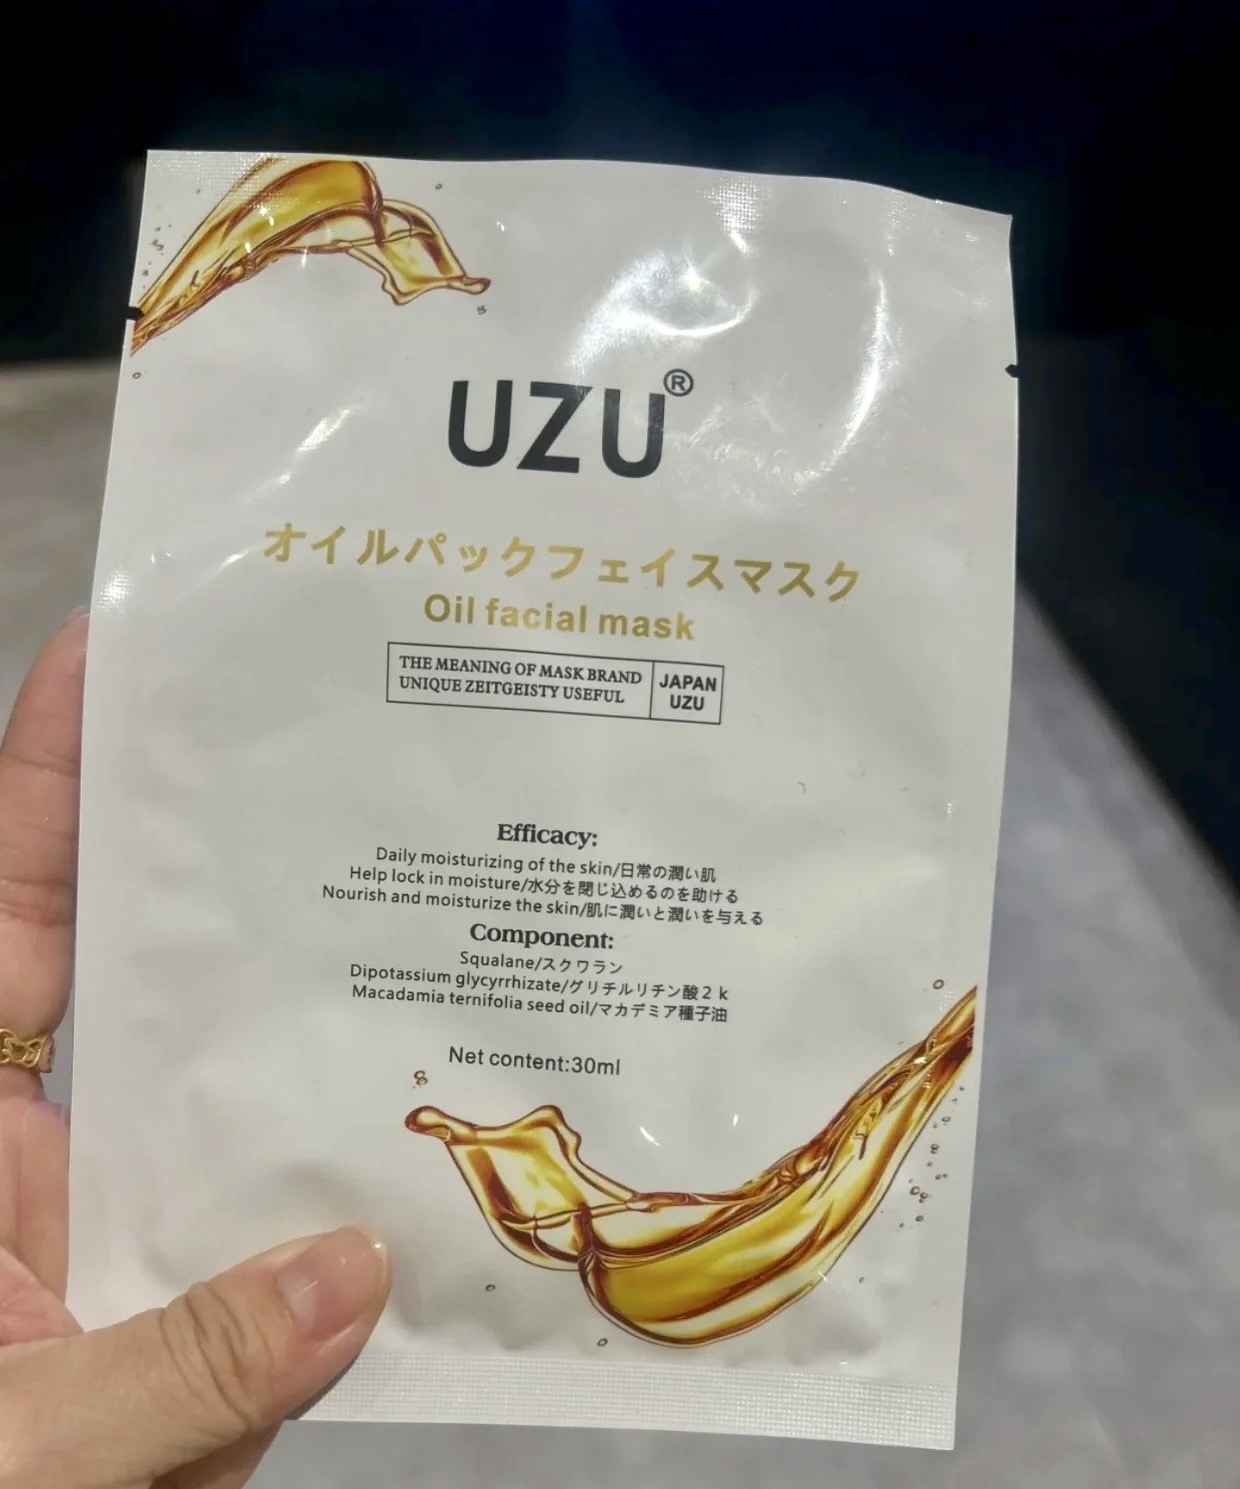 UZU®
オイルパックフェイスマスク
Oil facial mask
THE MEANING OF MASK BRAND
UNIQUE ZEITGEISTY USEFUL
JAPAN
UZU
Efficacy:
Daily moisturizing of the skin/日常の潤い肌
Help lock in moisture/水分を閉じ込めるのを助ける
Nourish and moisturize the skin/肌に潤いと潤いを与える
Component:
Squalane/スクワラン
Dipotassium glycyrrhizate/グリチルリチン酸2k
Macadamia ternifolia seed oil/マカデミア種子油
Net content:30ml